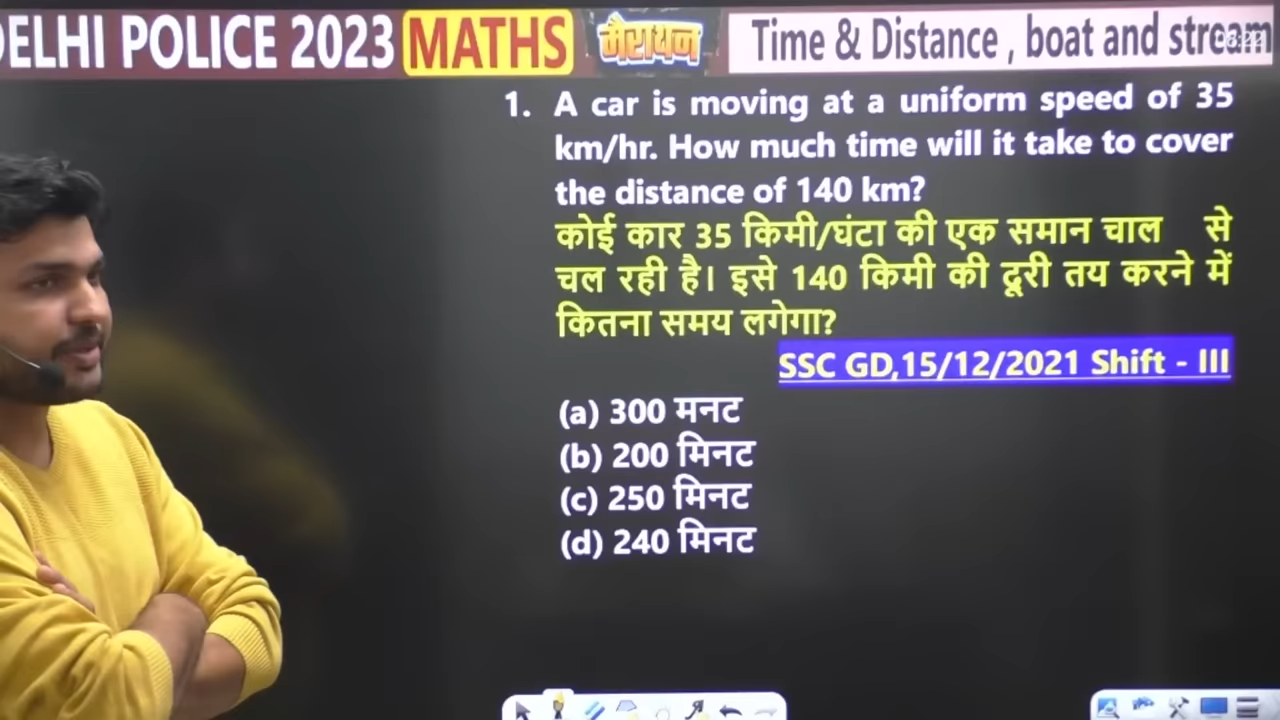 DELHI POLICE 2023 MATHS मैराथन Time & Distance , boat and stream
1. A car is moving at a uniform speed of 35
km/hr. How much time will it take to cover
the distance of 140 km?
कोई कार 35 किमी/घंटा की एक समान चाल से
चल रही है। इसे 140 किमी की दूरी तय करने में
कितना समय लगेगा?
SSC GD,15/12/2021 Shift - III
(a) 300 मनट
(b) 200 मिनट
(c) 250 मिनट
(d) 240 मिनट